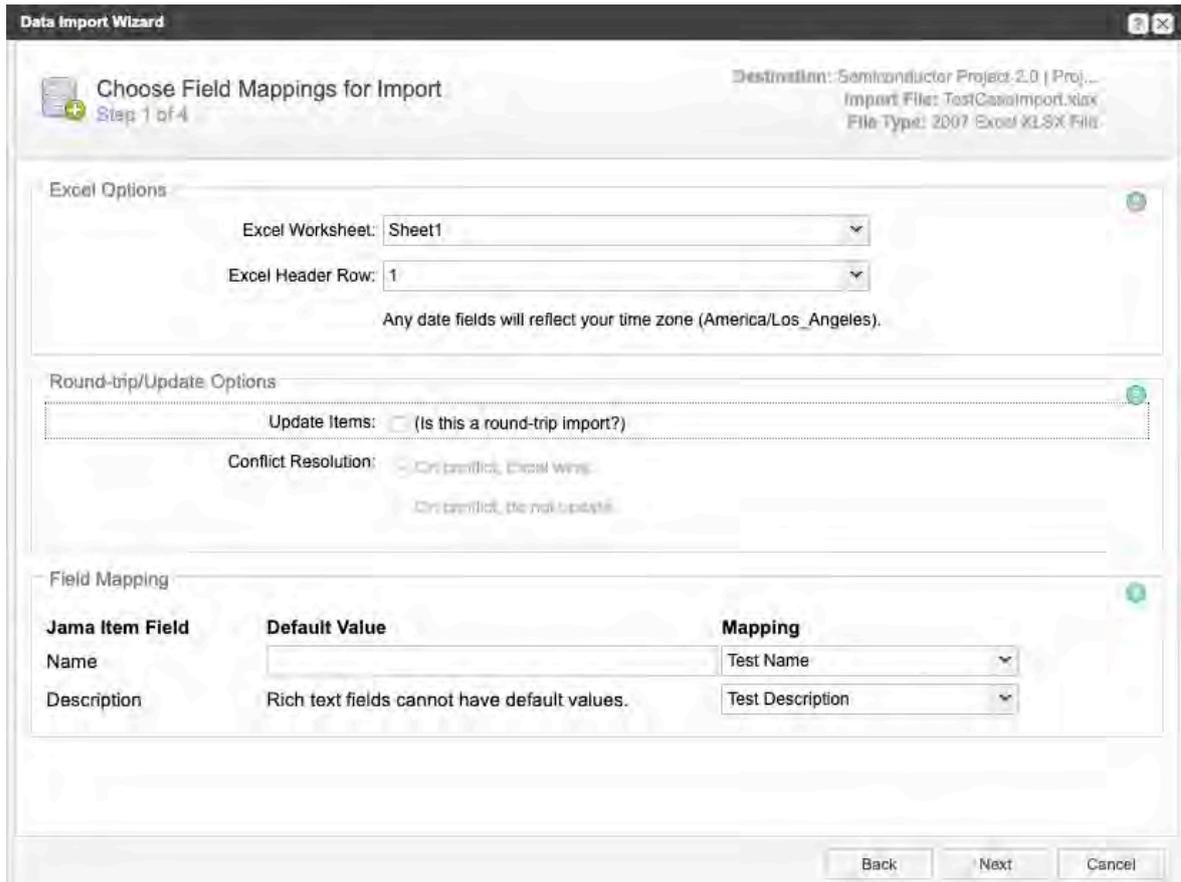 Data Import Wizard
Choose Field Mappings for Import
Step 1 of 4
Destination: Semiconductor Project 2.0 | Proj...
Import File: TestCaseImport.xlsx
File Type: 2007 Excel XLSX File
Excel Options
Excel Worksheet: Sheet1
Excel Header Row: 1
Any date fields will reflect your time zone (America/Los_Angeles).
Round-trip/Update Options
Update Items: (Is this a round-trip import?)
Conflict Resolution: On conflict, Excel wins.
On conflict, do not update.
Field Mapping
Jama Item Field Default Value Mapping
Name Test Name
Description Rich text fields cannot have default values. Test Description
Back Next Cancel